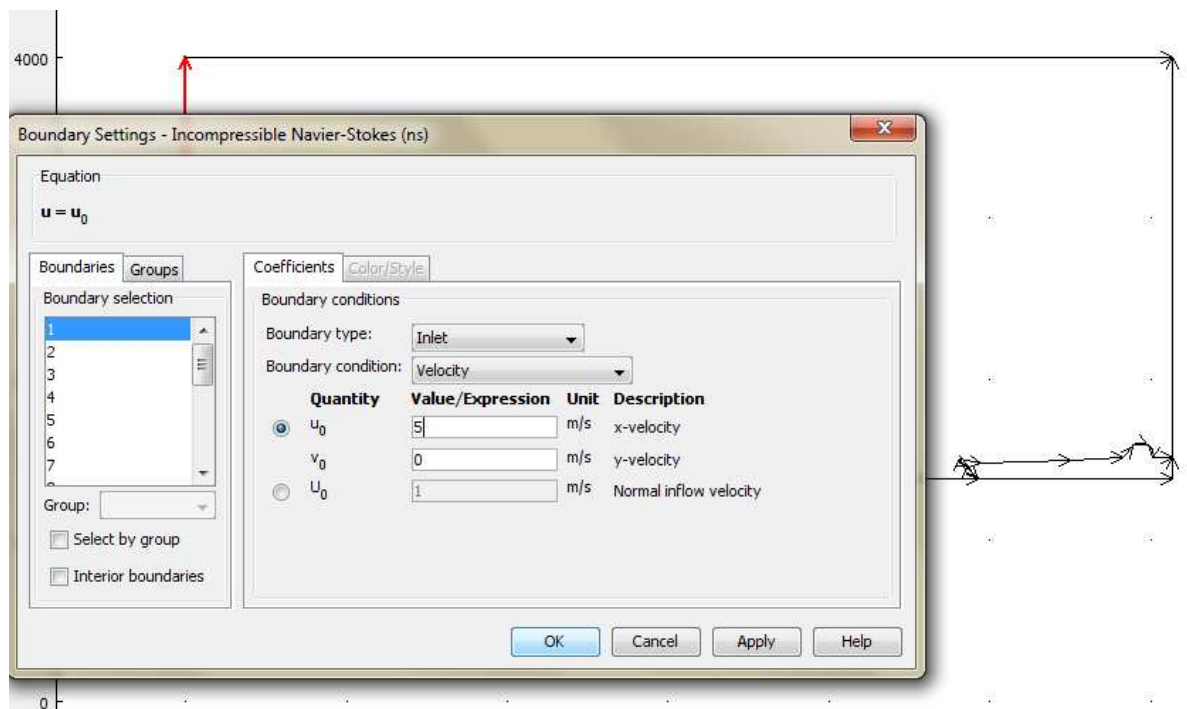 4000
Boundary Settings - Incompressible Navier-Stokes (ns)
Equation
u = u0
Boundaries Groups
Boundary selection
1
2
3
4
5
6
7
Group:
Select by group
Interior boundaries
Coefficients Color/Style
Boundary conditions
Boundary type: Inlet
Boundary condition: Velocity
Quantity Value/Expression Unit Description
u0 5 m/s x-velocity
v0 0 m/s y-velocity
U0 1 m/s Normal inflow velocity
OK Cancel Apply Help
0